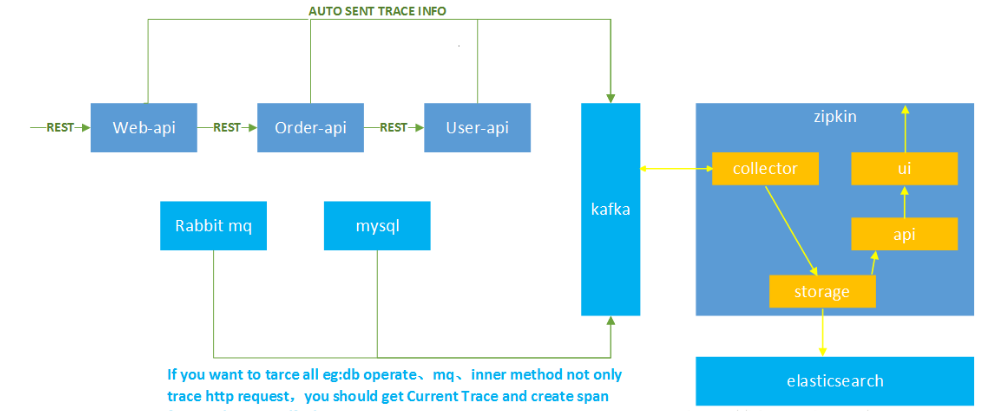 AUTO SENT TRACE INFO
REST
Web-api
REST
Order-api
REST
User-api
zipkin
collector
ui
kafka
Rabbit mq
mysql
api
storage
If you want to tarce all eg:db operate、mq、inner method not only
trace http request，you should get Current Trace and create span
elasticsearch